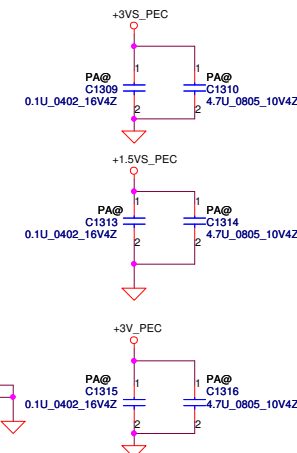 +3VS_PEC
1 1
PA@ PA@
C1309 C1310
0.1U_0402_16V4Z 4.7U_0805_10V4Z
2 2
+1.5VS_PEC
1 1
PA@ PA@
C1313 C1314
0.1U_0402_16V4Z 4.7U_0805_10V4Z
2 2
+3V_PEC
1 1
PA@ PA@
C1315 C1316
0.1U_0402_16V4Z 4.7U_0805_10V4Z
2 2